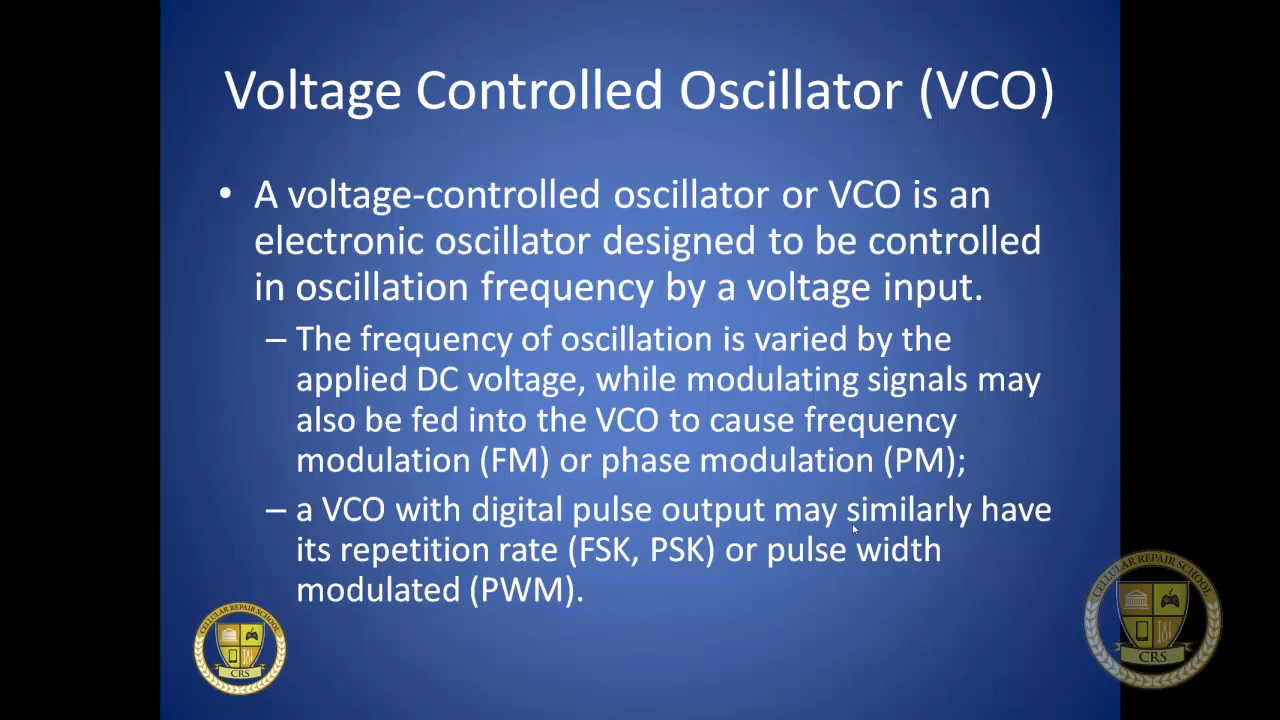 Voltage Controlled Oscillator (VCO)
• A voltage-controlled oscillator or VCO is an
electronic oscillator designed to be controlled
in oscillation frequency by a voltage input.
– The frequency of oscillation is varied by the
applied DC voltage, while modulating signals may
also be fed into the VCO to cause frequency
modulation (FM) or phase modulation (PM);
– a VCO with digital pulse output may similarly have
its repetition rate (FSK, PSK) or pulse width
modulated (PWM).
CELLULAR REPAIR SCHOOL
CRS
CELLULAR REPAIR SCHOOL
CRS